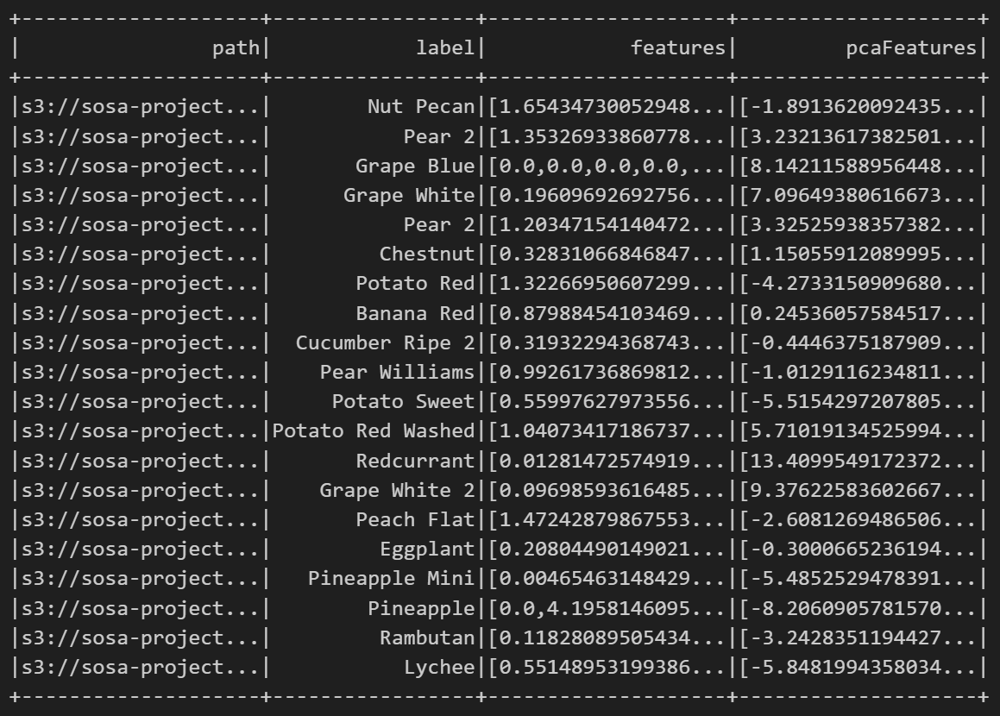 +--------------------+-----------------+--------------------+--------------------+
|                path|            label|            features|         pcaFeatures|
+--------------------+-----------------+--------------------+--------------------+
|s3://sosa-project...|        Nut Pecan|[1.65434730052948...|[-1.8913620092435...|
|s3://sosa-project...|           Pear 2|[1.35326933860778...|[3.23213617382501...|
|s3://sosa-project...|       Grape Blue|[0.0,0.0,0.0,0.0,...|[8.14211588956448...|
|s3://sosa-project...|      Grape White|[0.19609692692756...|[7.09649380616673...|
|s3://sosa-project...|           Pear 2|[1.20347154140472...|[3.32525938357382...|
|s3://sosa-project...|         Chestnut|[0.32831066846847...|[1.15055912089995...|
|s3://sosa-project...|       Potato Red|[1.32266950607299...|[-4.2733150909680...|
|s3://sosa-project...|       Banana Red|[0.87988454103469...|[0.24536057584517...|
|s3://sosa-project...|  Cucumber Ripe 2|[0.31932294368743...|[-0.4446375187909...|
|s3://sosa-project...|    Pear Williams|[0.99261736869812...|[-1.0129116234811...|
|s3://sosa-project...|     Potato Sweet|[0.55997627973556...|[-5.5154297207805...|
|s3://sosa-project...|Potato Red Washed|[1.04073417186737...|[5.71019134525994...|
|s3://sosa-project...|       Redcurrant|[0.01281472574919...|[13.4099549172372...|
|s3://sosa-project...|    Grape White 2|[0.09698593616485...|[9.37622583602667...|
|s3://sosa-project...|       Peach Flat|[1.47242879867553...|[-2.6081269486506...|
|s3://sosa-project...|         Eggplant|[0.20804490149021...|[-0.3000665236194...|
|s3://sosa-project...|   Pineapple Mini|[0.00465463148429...|[-5.4852529478391...|
|s3://sosa-project...|        Pineapple|[0.0,4.1958146095...|[-8.2060905781570...|
|s3://sosa-project...|         Rambutan|[0.11828089505434...|[-3.2428351194427...|
|s3://sosa-project...|           Lychee|[0.55148953199386...|[-5.8481994358034...|
+--------------------+-----------------+--------------------+--------------------+